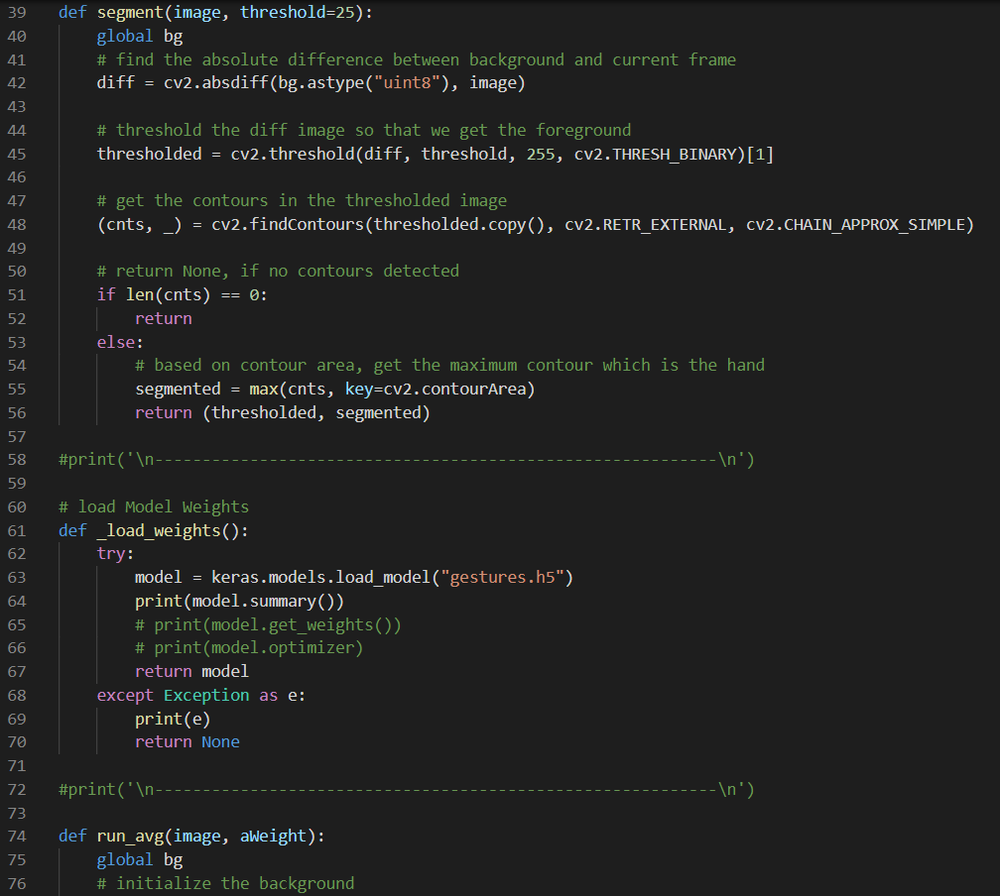 39 def segment(image, threshold=25):
40     global bg
41     # find the absolute difference between background and current frame
42     diff = cv2.absdiff(bg.astype("uint8"), image)
43
44     # threshold the diff image so that we get the foreground
45     thresholded = cv2.threshold(diff, threshold, 255, cv2.THRESH_BINARY)[1]
46
47     # get the contours in the thresholded image
48     (cnts, _) = cv2.findContours(thresholded.copy(), cv2.RETR_EXTERNAL, cv2.CHAIN_APPROX_SIMPLE)
49
50     # return None, if no contours detected
51     if len(cnts) == 0:
52         return
53     else:
54         # based on contour area, get the maximum contour which is the hand
55         segmented = max(cnts, key=cv2.contourArea)
56         return (thresholded, segmented)
57
58 #print('\n-----------------------------------------------------------\n')
59
60 # load Model Weights
61 def _load_weights():
62     try:
63         model = keras.models.load_model("gestures.h5")
64         print(model.summary())
65         # print(model.get_weights())
66         # print(model.optimizer)
67         return model
68     except Exception as e:
69         print(e)
70         return None
71
72 #print('\n-----------------------------------------------------------\n')
73
74 def run_avg(image, aWeight):
75     global bg
76     # initialize the background